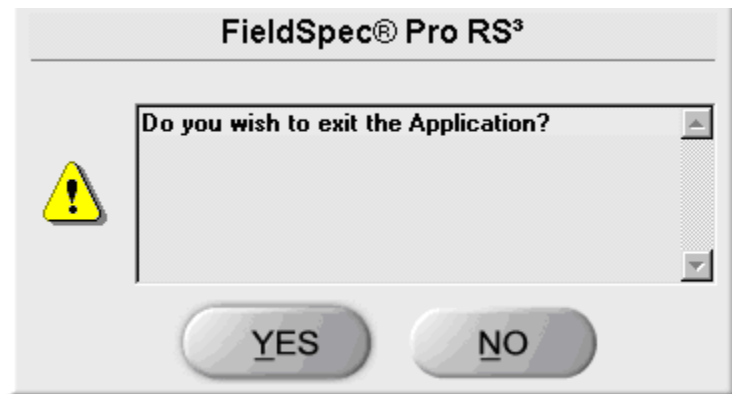 FieldSpec® Pro RS³
Do you wish to exit the Application?
YES
NO